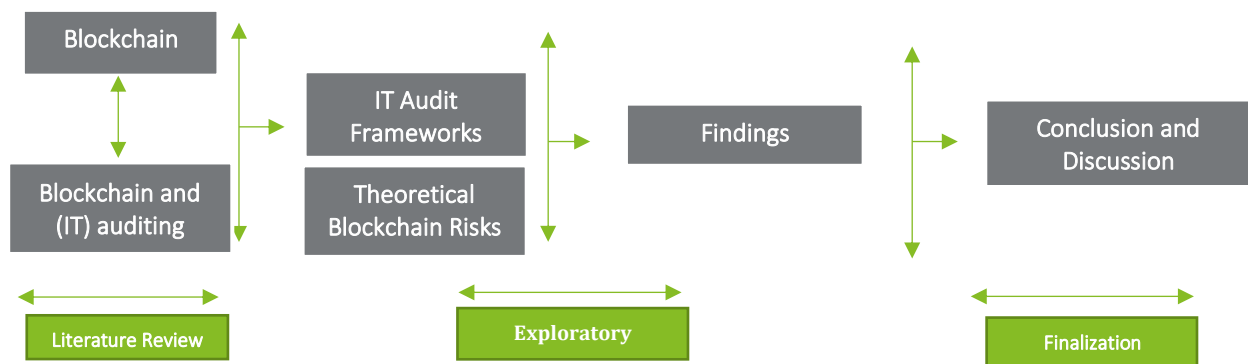 Blockchain
Blockchain and
(IT) auditing
IT Audit
Frameworks
Theoretical
Blockchain Risks
Findings
Conclusion and
Discussion
Literature Review
Exploratory
Finalization